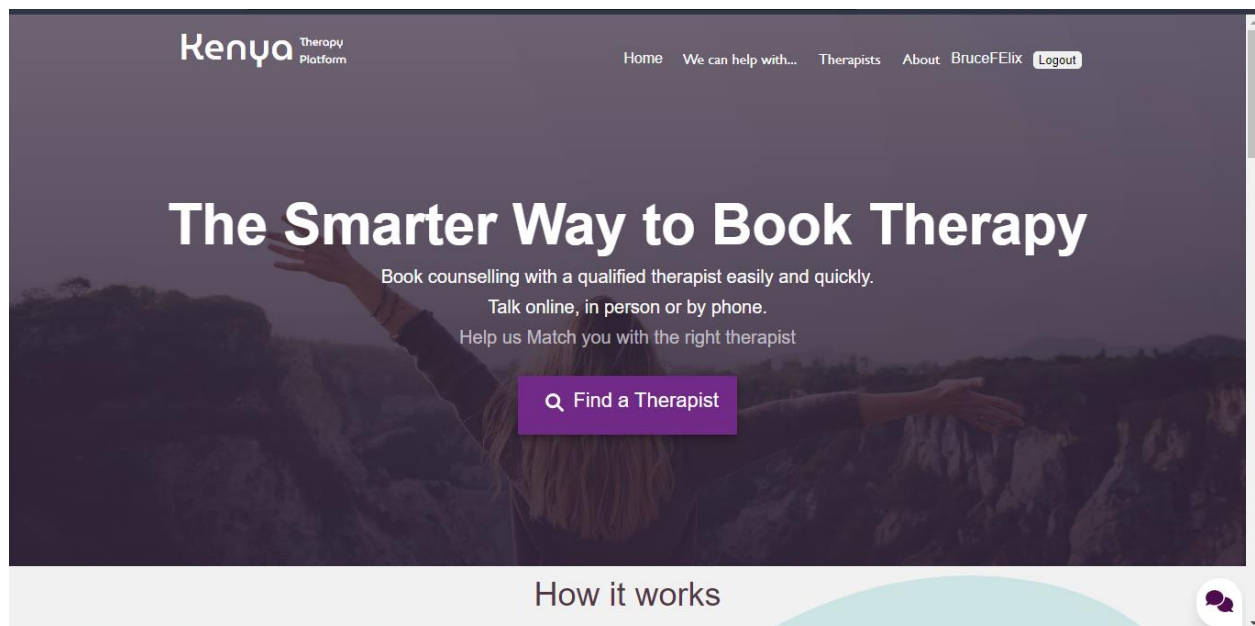 Kenya Therapy Platform
Home We can help with... Therapists About BruceFElix Logout
The Smarter Way to Book Therapy
Book counselling with a qualified therapist easily and quickly.
Talk online, in person or by phone.
Help us Match you with the right therapist
Find a Therapist
How it works